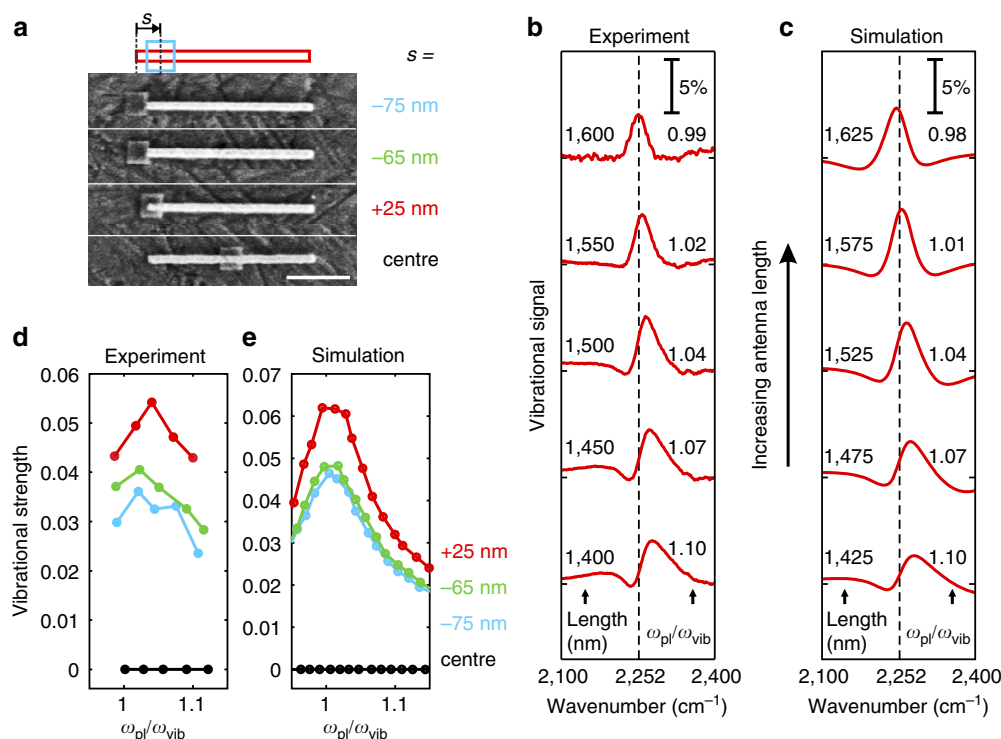 a
s
s =
–75 nm
–65 nm
+25 nm
centre
b
Experiment
5%
1,600 0.99
1,550 1.02
1,500 1.04
1,450 1.07
1,400 1.10
Length
(nm)
ωpl/ωvib
Vibrational signal
2,100 2,252 2,400
Wavenumber (cm⁻¹)
c
Simulation
5%
1,625 0.98
1,575 1.01
1,525 1.04
1,475 1.07
1,425 1.10
Length
(nm)
ωpl/ωvib
Increasing antenna length
2,100 2,252 2,400
Wavenumber (cm⁻¹)
d
Experiment
Vibrational strength
0.06
0.05
0.04
0.03
0.02
0.01
0
1 1.1
ωpl/ωvib
e
Simulation
0.07
0.06
0.05
0.04
0.03
0.02
0.01
0
1 1.1
ωpl/ωvib
+25 nm
–65 nm
–75 nm
centre